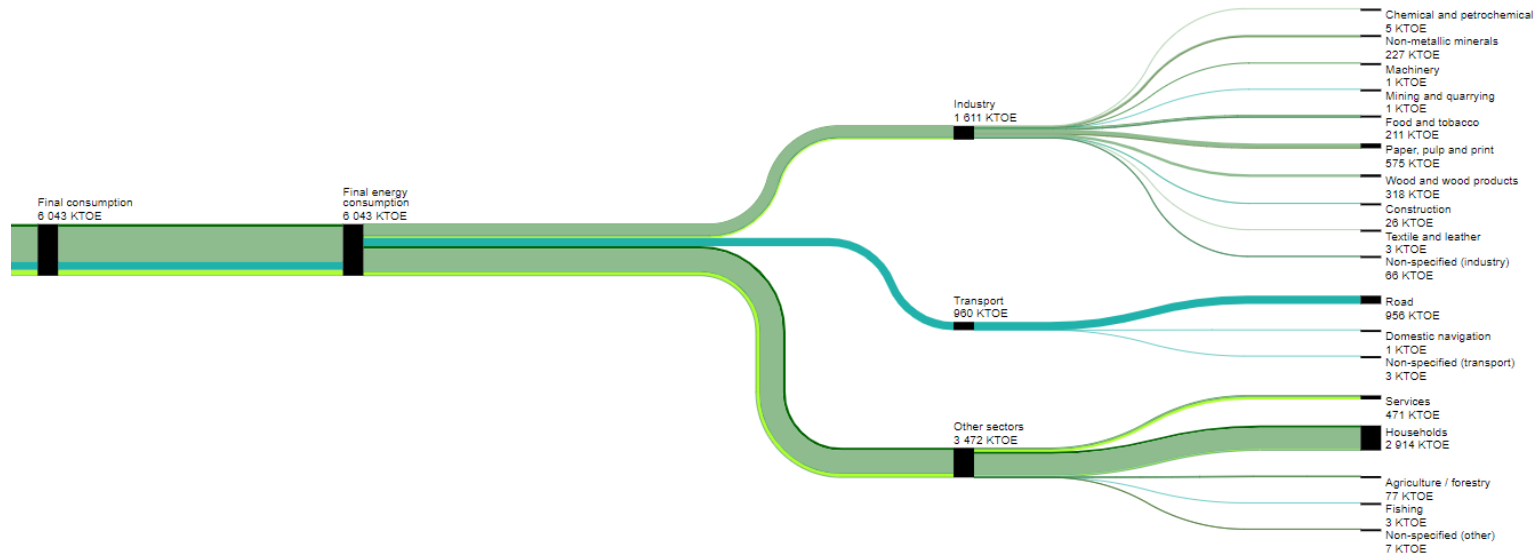 Final consumption
6 043 KTOE
Final energy
consumption
6 043 KTOE
Industry
1 611 KTOE
Transport
960 KTOE
Other sectors
3 472 KTOE
Chemical and petrochemical
5 KTOE
Non-metallic minerals
227 KTOE
Machinery
1 KTOE
Mining and quarrying
1 KTOE
Food and tobacco
211 KTOE
Paper, pulp and print
575 KTOE
Wood and wood products
318 KTOE
Construction
26 KTOE
Textile and leather
3 KTOE
Non-specified (industry)
66 KTOE
Road
956 KTOE
Domestic navigation
1 KTOE
Non-specified (transport)
3 KTOE
Services
471 KTOE
Households
2 914 KTOE
Agriculture / forestry
77 KTOE
Fishing
3 KTOE
Non-specified (other)
7 KTOE